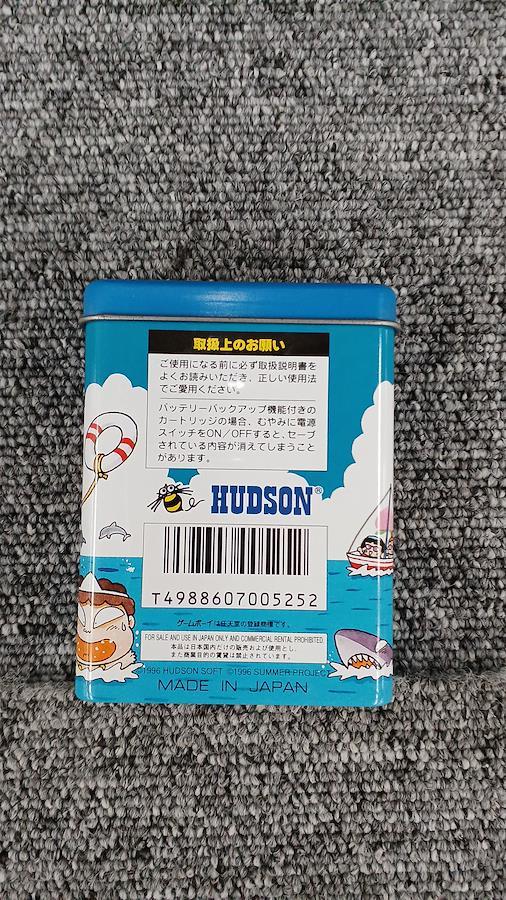 取扱上のお願い
ご使用になる前に必ず取扱説明書を
よくお読みいただき、正しい使用法
でご愛用ください。
バッテリーバックアップ機能付きの
カートリッジの場合、むやみに電源
スイッチをON/OFFすると、セーブ
されている内容が消えてしまうこと
があります。
HUDSON®
T4988607005252
ゲームボーイは任天堂の登録商標です。
FOR SALE AND USE IN JAPAN ONLY AND COMMERCIAL RENTAL PROHIBITED
本品は日本国内だけの販売および使用とし、
また商業目的の賃貸は禁止されています。
©1996 HUDSON SOFT ©1996 SUMMER PROJECT
MADE IN JAPAN